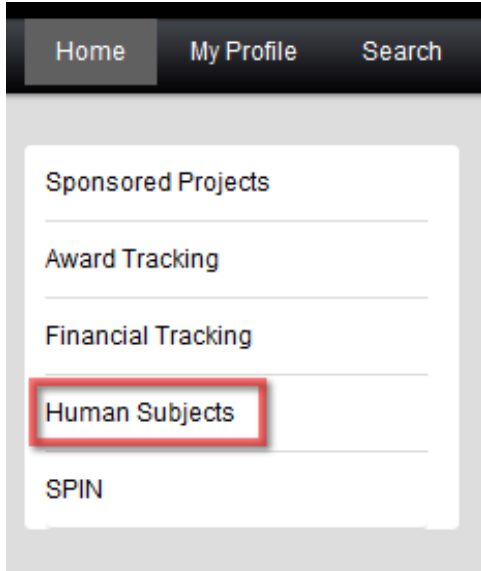 Home My Profile Search
Sponsored Projects
Award Tracking
Financial Tracking
Human Subjects
SPIN